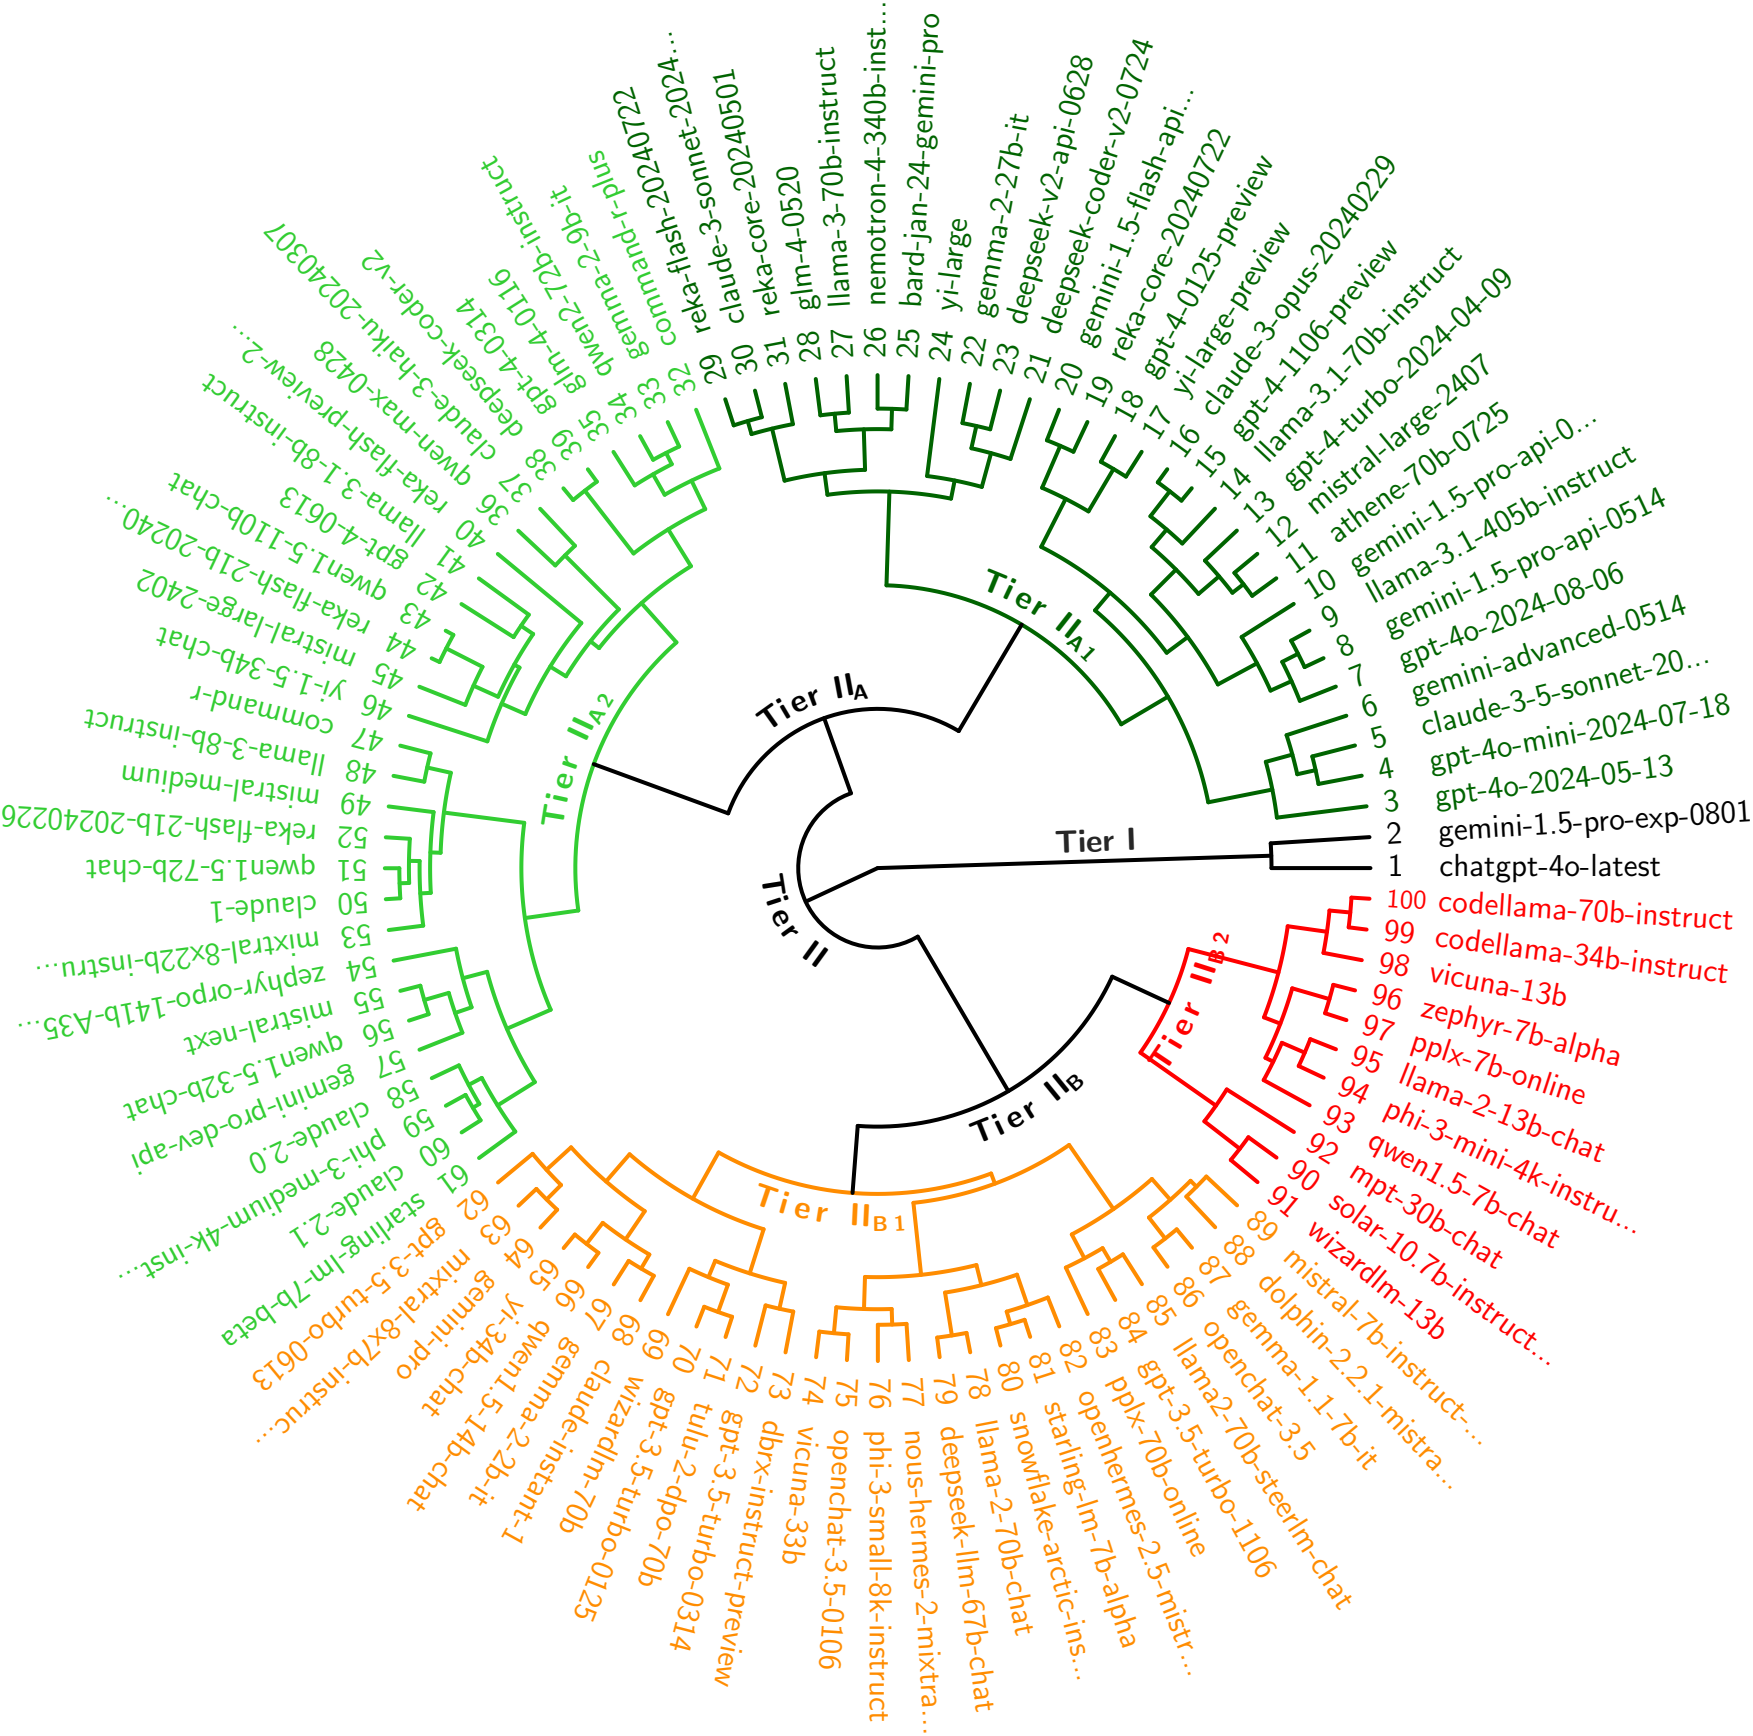 Tier I
Tier II
Tier IIA
Tier IIA1
Tier IIA2
Tier IIB
Tier IIB1
Tier IIB2
1 chatgpt-4o-latest
2 gemini-1.5-pro-exp-0801
3 gpt-4o-2024-05-13
4 gpt-4o-mini-2024-07-18
5 claude-3-5-sonnet-20...
6 gemini-advanced-0514
7 gpt-4o-2024-08-06
8 gemini-1.5-pro-api-0514
9 llama-3.1-405b-instruct
10 gemini-1.5-pro-api-0...
11 athene-70b-0725
12 mistral-large-2407
13 gpt-4-turbo-2024-04-09
14 llama-3.1-70b-instruct
15 gpt-4-1106-preview
16 claude-3-opus-20240229
17 yi-large-preview
18 gpt-4-0125-preview
19 reka-core-20240722
20 gemini-1.5-flash-api...
21 deepseek-coder-v2-0724
23 deepseek-v2-api-0628
22 gemma-2-27b-it
24 yi-large
25 bard-jan-24-gemini-pro
26 nemotron-4-340b-inst...
27 llama-3-70b-instruct
28 glm-4-0520
31 reka-core-20240501
30 claude-3-sonnet-2024...
29 reka-flash-20240722
32 command-r-plus
33 gemma-2-9b-it
34 qwen2-72b-instruct
35 glm-4-0116
39 gpt-4-0314
38 deepseek-coder-v2
37 claude-3-haiku-20240307
36 qwen-max-0428
40 reka-flash-preview-2...
41 llama-3.1-8b-instruct
42 gpt-4-0613
43 qwen1.5-110b-chat
44 reka-flash-21b-20240...
45 mistral-large-2402
46 yi-1.5-34b-chat
47 command-r
48 llama-3-8b-instruct
49 mistral-medium
52 reka-flash-21b-20240226
51 qwen1.5-72b-chat
50 claude-1
53 mixtral-8x22b-instru...
54 zephyr-orpo-141b-A35...
55 mistral-next
56 qwen1.5-32b-chat
57 gemini-pro-dev-api
58 claude-2.0
59 phi-3-medium-4k-inst...
60 claude-2.1
61 starling-lm-7b-beta
62 gpt-3.5-turbo-0613
63 mixtral-8x7b-instruc...
64 gemini-pro
65 yi-34b-chat
66 qwen1.5-14b-chat
67 gemma-2-2b-it
68 claude-instant-1
69 wizardlm-70b
70 gpt-3.5-turbo-0125
71 tulu-2-dpo-70b
72 gpt-3.5-turbo-0314
73 dbrx-instruct-preview
74 vicuna-33b
75 openchat-3.5-0106
76 phi-3-small-8k-instruct
77 nous-hermes-2-mixtra...
79 deepseek-llm-67b-chat
78 llama-2-70b-chat
80 snowflake-arctic-ins...
81 starling-lm-7b-alpha
82 openhermes-2.5-mistr...
83 pplx-70b-online
84 gpt-3.5-turbo-1106
85 llama2-70b-steerlm-chat
86 openchat-3.5
87 gemma-1.1-7b-it
88 dolphin-2.2.1-mistra...
89 mistral-7b-instruct-...
91 wizardlm-13b
90 solar-10.7b-instruct...
92 mpt-30b-chat
93 qwen1.5-7b-chat
94 phi-3-mini-4k-instru...
95 llama-2-13b-chat
97 pplx-7b-online
96 zephyr-7b-alpha
98 vicuna-13b
99 codellama-34b-instruct
100 codellama-70b-instruct